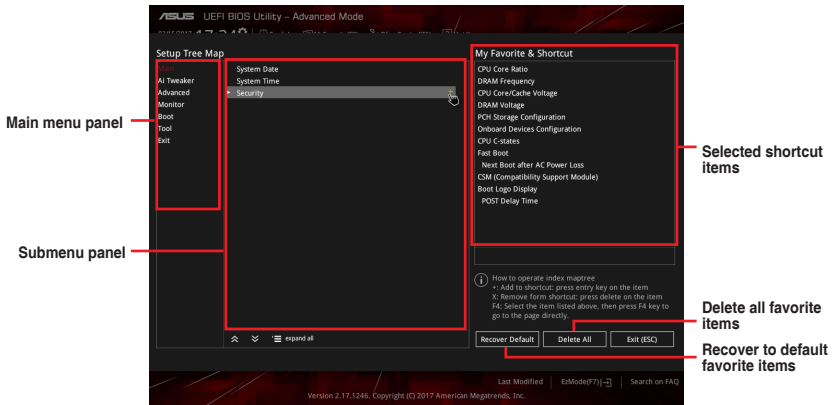 ASUS UEFI BIOS Utility – Advanced Mode
Setup Tree Map
Main
Ai Tweaker
Advanced
Monitor
Boot
Tool
Exit
System Date
System Time
Security
expand all
My Favorite & Shortcut
CPU Core Ratio
DRAM Frequency
CPU Core/Cache Voltage
DRAM Voltage
PCH Storage Configuration
Onboard Devices Configuration
CPU C-states
Fast Boot
Next Boot after AC Power Loss
CSM (Compatibility Support Module)
Boot Logo Display
POST Delay Time
How to operate index maptree
+: Add to shortcut: press entry key on the item
X: Remove form shortcut: press delete on the item
F4: Select the item listed above, then press F4 key to
go to the page directly.
Recover Default
Delete All
Exit (ESC)
Last Modified
EzMode(F7)
Search on FAQ
Version 2.17.1246. Copyright (C) 2017 American Megatrends, Inc.
Main menu panel
Submenu panel
Selected shortcut
items
Delete all favorite
items
Recover to default
favorite items